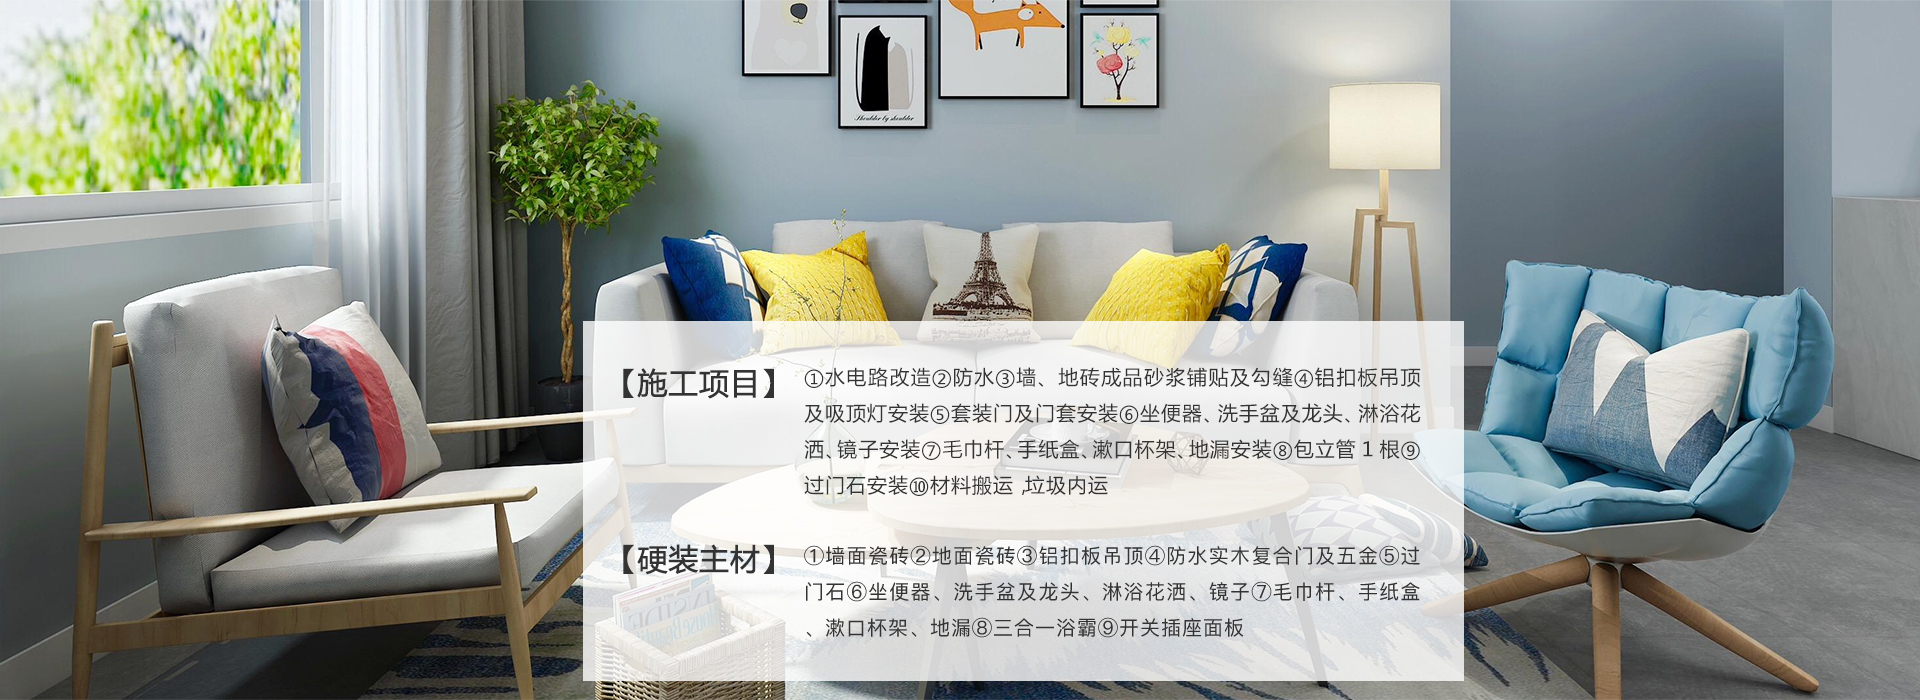 Shoulder by shoulder
【施工项目】 ①水电路改造②防水③墙、地砖成品砂浆铺贴及勾缝④铝扣板吊顶
及吸顶灯安装⑤套装门及门套安装⑥坐便器、洗手盆及龙头、淋浴花
洒、镜子安装⑦毛巾杆、手纸盒、漱口杯架、地漏安装⑧包立管 1 根⑨
过门石安装⑩材料搬运 ,垃圾内运
【硬装主材】 ①墙面瓷砖②地面瓷砖③铝扣板吊顶④防水实木复合门及五金⑤过
门石⑥坐便器、洗手盆及龙头、淋浴花洒、镜子⑦毛巾杆、手纸盒
、漱口杯架、地漏⑧三合一浴霸⑨开关插座面板